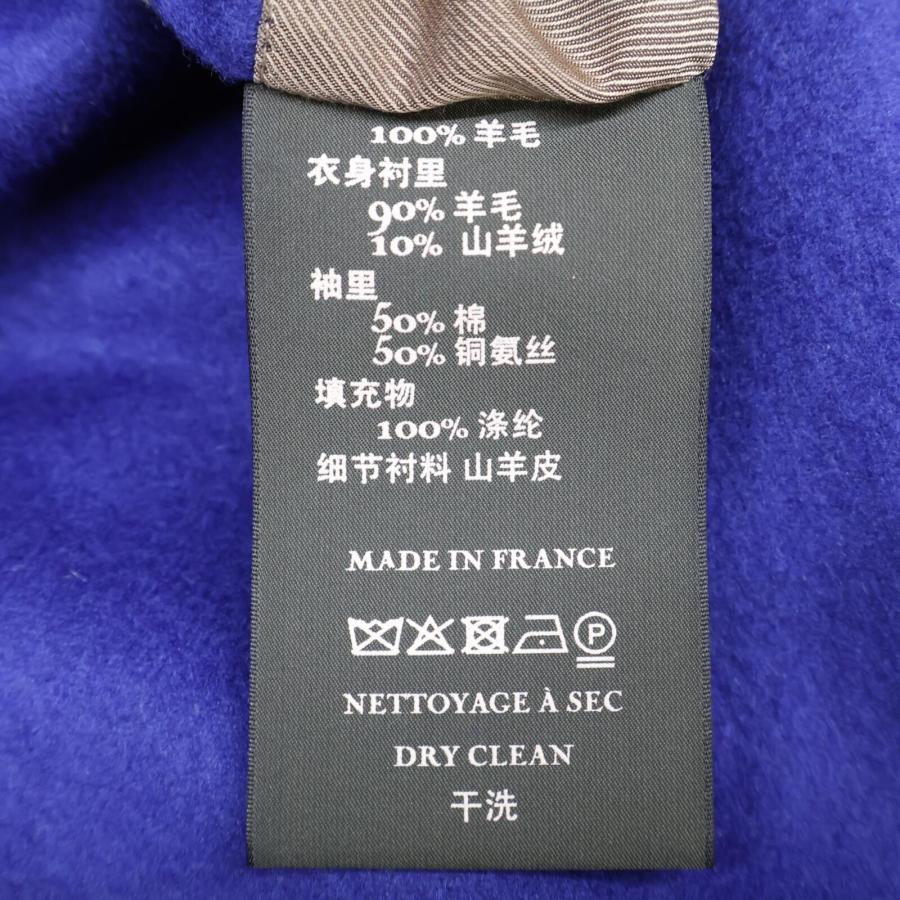 100% 羊毛
衣身衬里
90% 羊毛
10% 山羊绒
袖里
50% 棉
50% 铜氨丝
填充物
100% 涤纶
细节衬料 山羊皮
MADE IN FRANCE
P
NETTOYAGE À SEC
DRY CLEAN
干洗